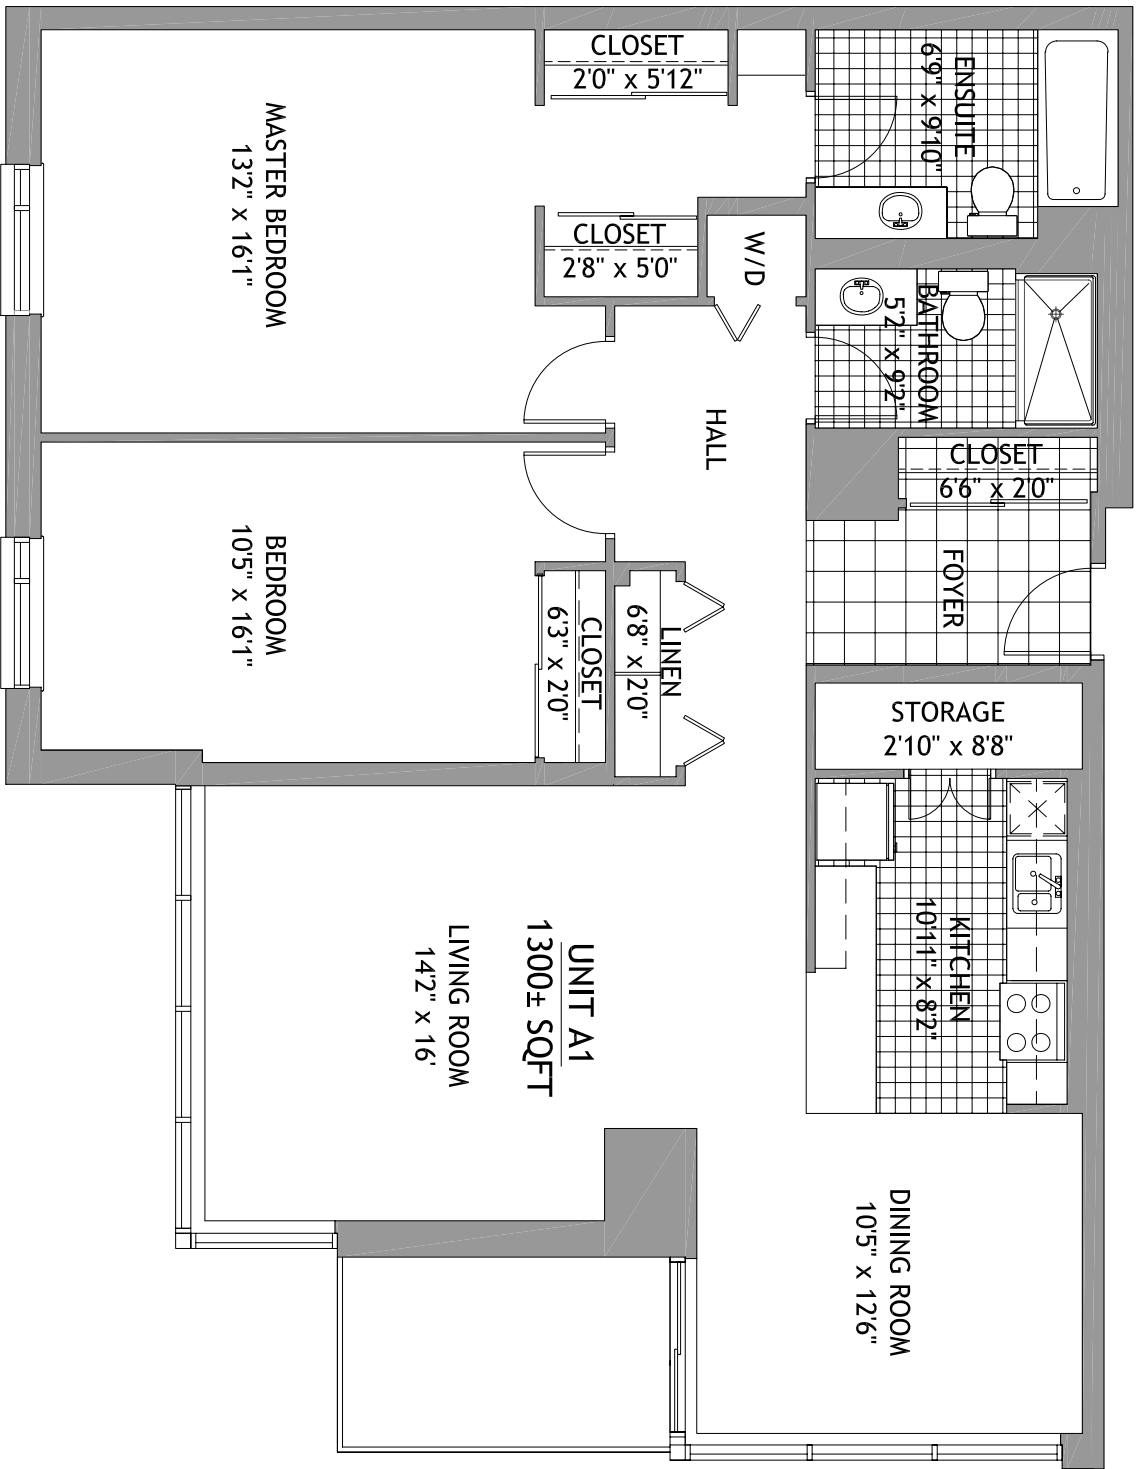 CLOSET
2'0" x 5'12"
ENSUITE
6'9" x 9'10"
MASTER BEDROOM
13'2" x 16'1"
CLOSET
2'8" x 5'0"
W/D
BATHROOM
5'2" x 9'2"
HALL
CLOSET
6'6" x 2'0"
FOYER
BEDROOM
10'5" x 16'1"
CLOSET
6'3" x 2'0"
LINEN
6'8" x 2'0"
STORAGE
2'10" x 8'8"
KITCHEN
10'11" x 8'2"
UNIT A1
1300± SQFT
LIVING ROOM
14'2" x 16'
DINING ROOM
10'5" x 12'6"